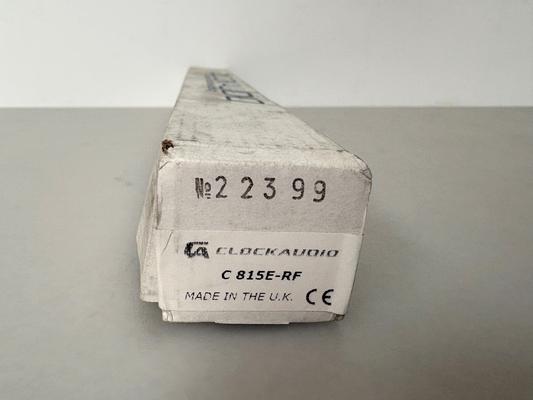 №22399
CLOCKAUDIO
C 815E-RF
MADE IN THE U.K. CE